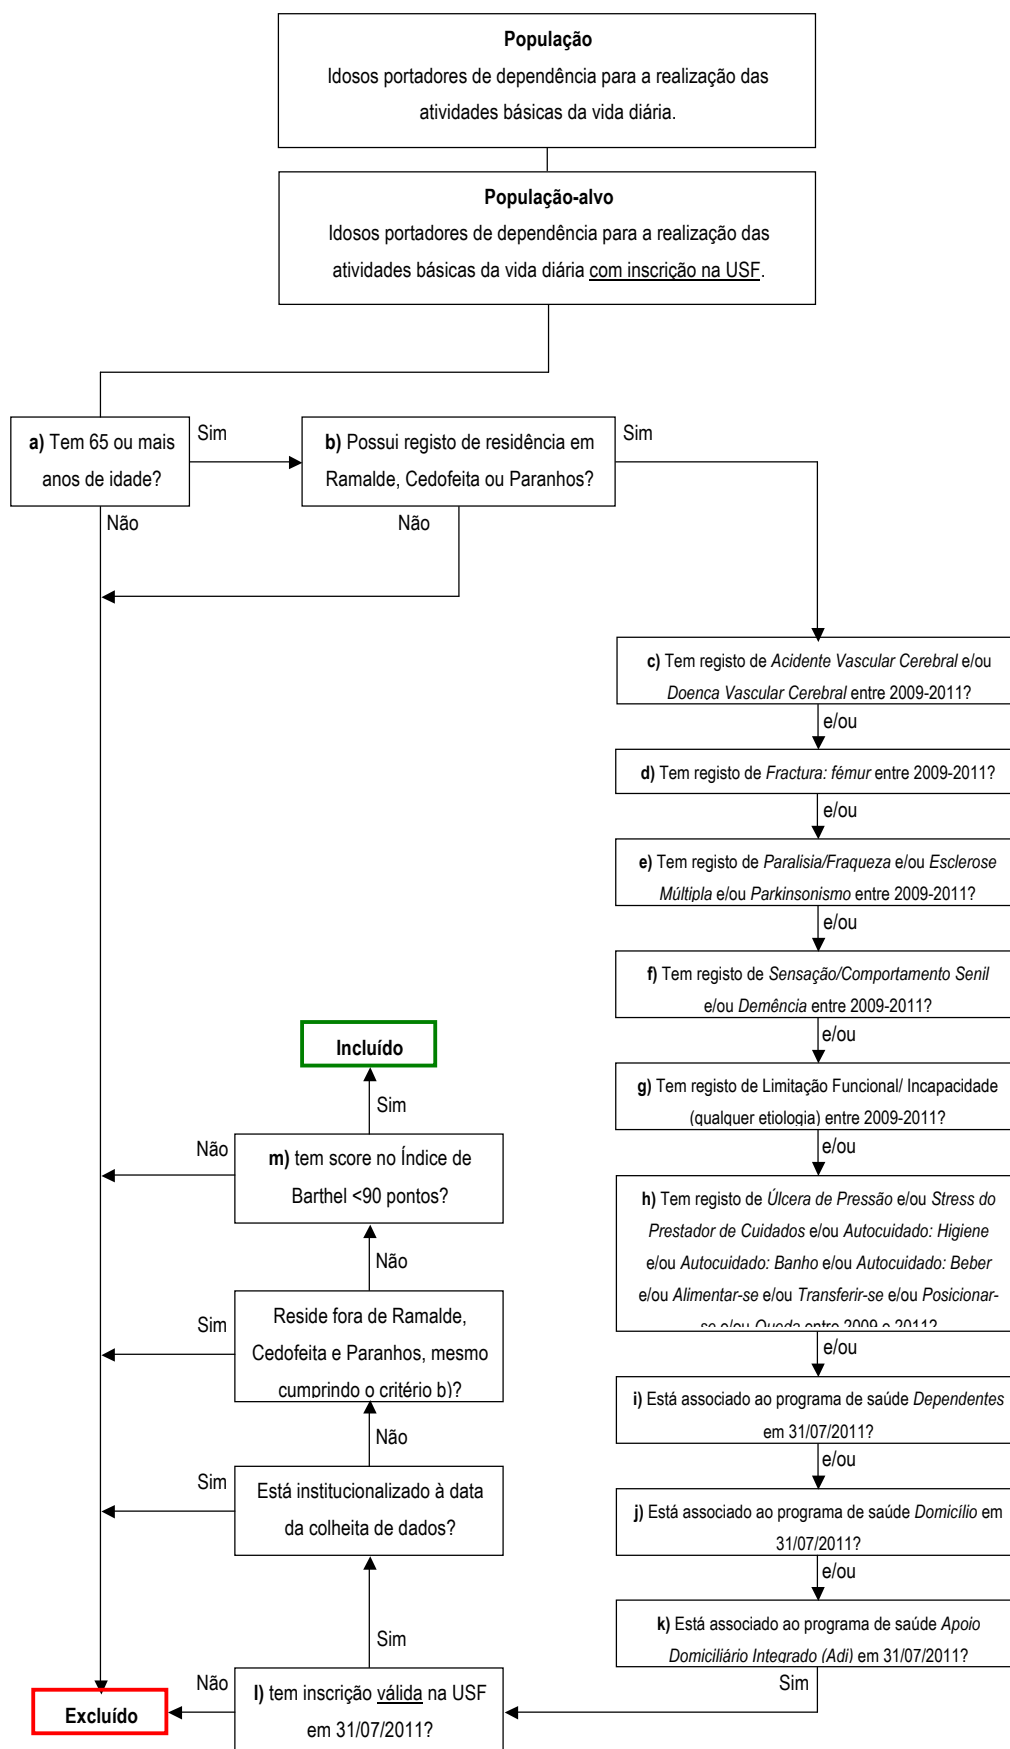 População
Idosos portadores de dependência para a realização das
atividades básicas da vida diária.
População-alvo
Idosos portadores de dependência para a realização das
atividades básicas da vida diária com inscrição na USF.
a) Tem 65 ou mais
anos de idade?
Sim
Não
b) Possui registo de residência em
Ramalde, Cedofeita ou Paranhos?
Sim
Não
c) Tem registo de Acidente Vascular Cerebral e/ou
Doença Vascular Cerebral entre 2009-2011?
e/ou
d) Tem registo de Fractura: fémur entre 2009-2011?
e/ou
e) Tem registo de Paralisia/Fraqueza e/ou Esclerose
Múltipla e/ou Parkinsonismo entre 2009-2011?
e/ou
f) Tem registo de Sensação/Comportamento Senil
e/ou Demência entre 2009-2011?
e/ou
g) Tem registo de Limitação Funcional/ Incapacidade
(qualquer etiologia) entre 2009-2011?
e/ou
h) Tem registo de Úlcera de Pressão e/ou Stress do
Prestador de Cuidados e/ou Autocuidado: Higiene
e/ou Autocuidado: Banho e/ou Autocuidado: Beber
e/ou Alimentar-se e/ou Transferir-se e/ou Posicionar-
se e/ou Queda entre 2009 e 2011?
e/ou
i) Está associado ao programa de saúde Dependentes
em 31/07/2011?
e/ou
j) Está associado ao programa de saúde Domicílio em
31/07/2011?
e/ou
k) Está associado ao programa de saúde Apoio
Domiciliário Integrado (Adi) em 31/07/2011?
Sim
l) tem inscrição válida na USF
em 31/07/2011?
Não
Sim
Está institucionalizado à data
da colheita de dados?
Sim
Não
Reside fora de Ramalde,
Cedofeita e Paranhos, mesmo
cumprindo o critério b)?
Sim
Não
m) tem score no Índice de
Barthel <90 pontos?
Não
Sim
Incluído
Excluído